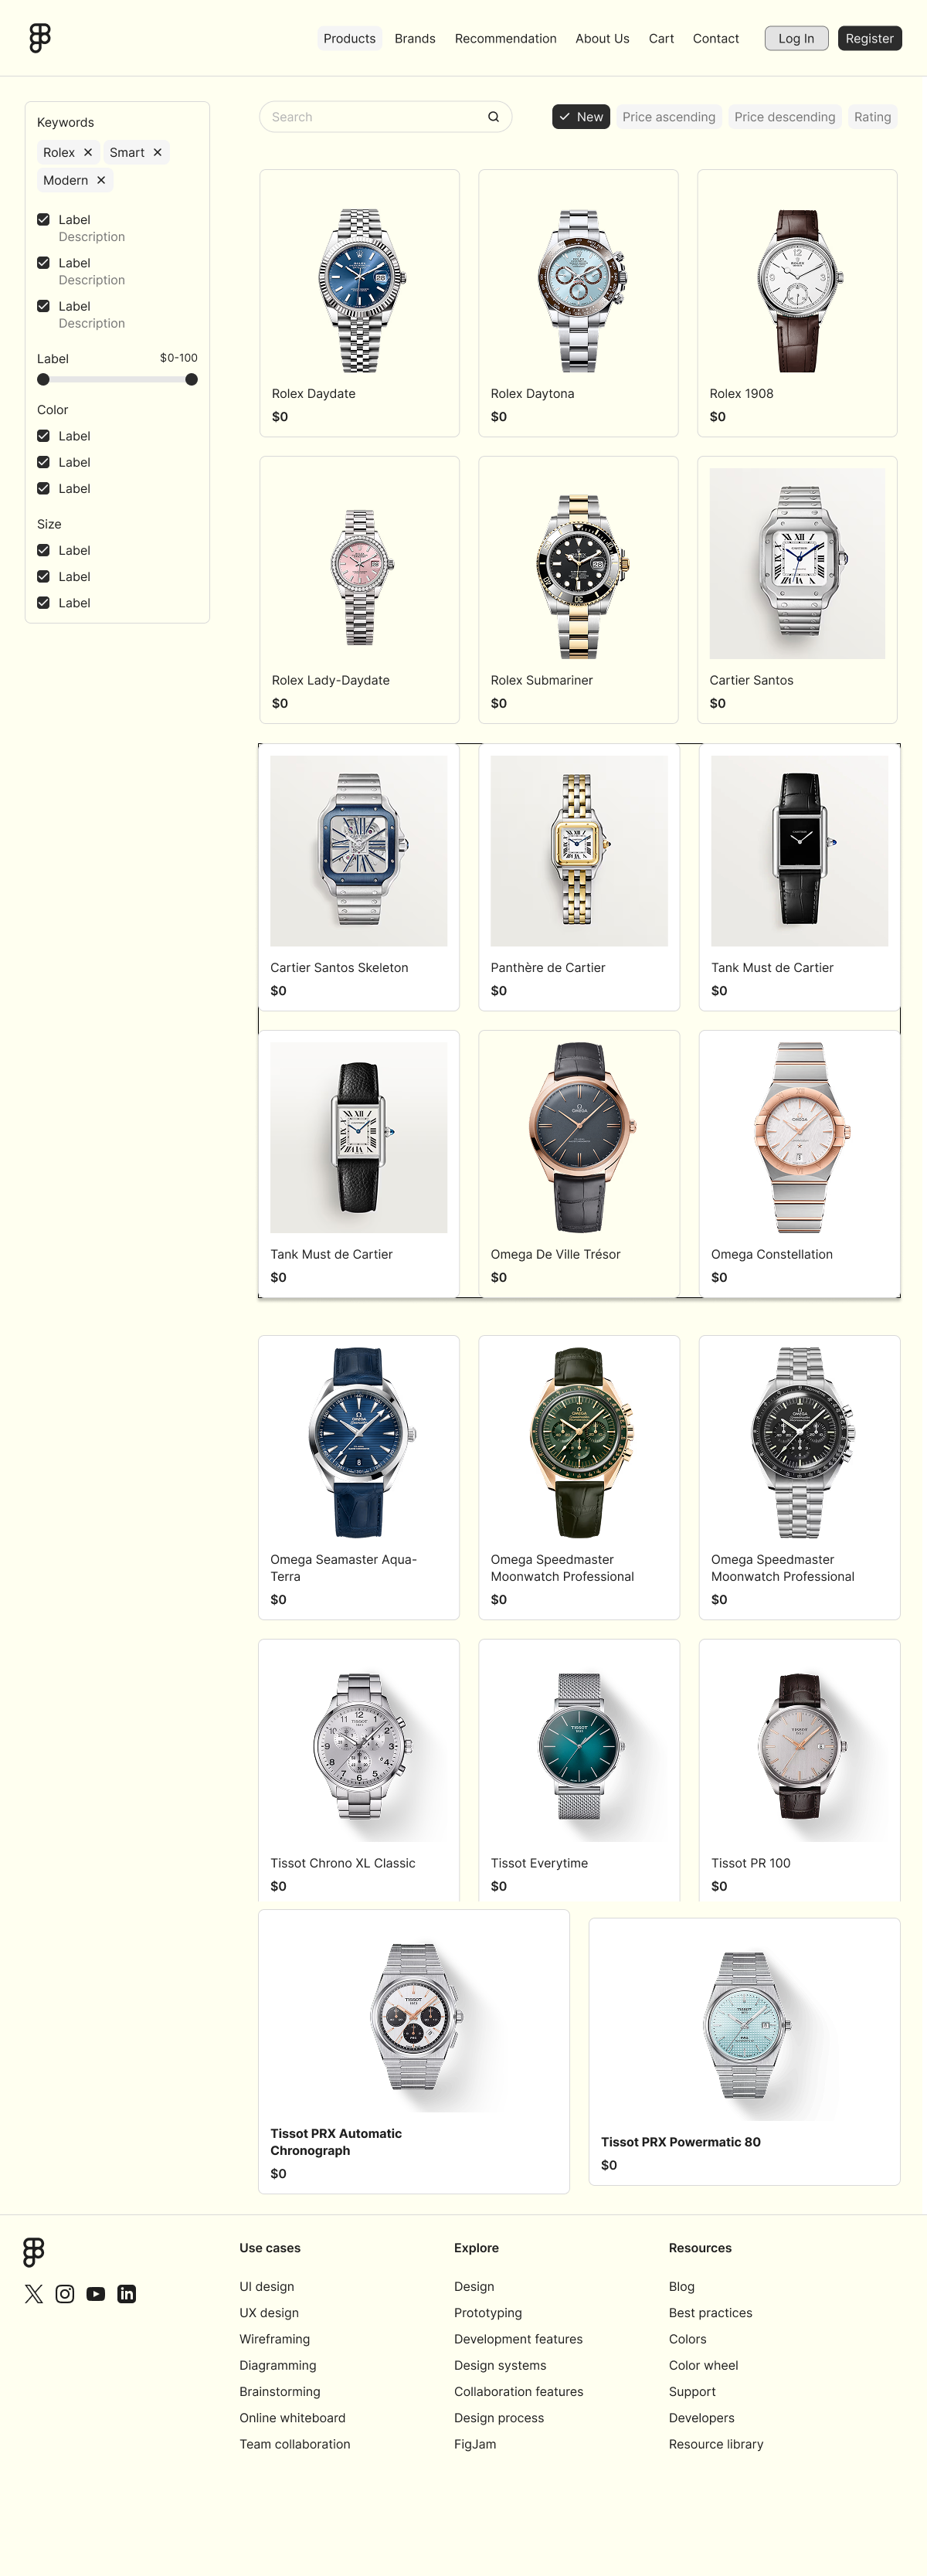 Products
Brands
Recommendation
About Us
Cart
Contact
Log In
Register
Keywords
Rolex
Smart
Modern
Label
Description
Label
Description
Label
Description
Label
$0-100
Color
Label
Label
Label
Size
Label
Label
Label
Search
New
Price ascending
Price descending
Rating
Rolex Daydate
$0
Rolex Daytona
$0
Rolex 1908
$0
Rolex Lady-Daydate
$0
Rolex Submariner
$0
Cartier Santos
$0
Cartier Santos Skeleton
$0
Panthère de Cartier
$0
Tank Must de Cartier
$0
Tank Must de Cartier
$0
Omega De Ville Trésor
$0
Omega Constellation
$0
Omega Seamaster Aqua-
Terra
$0
Omega Speedmaster
Moonwatch Professional
$0
Omega Speedmaster
Moonwatch Professional
$0
Tissot Chrono XL Classic
$0
Tissot Everytime
$0
Tissot PR 100
$0
Tissot PRX Automatic
Chronograph
$0
Tissot PRX Powermatic 80
$0
Use cases
UI design
UX design
Wireframing
Diagramming
Brainstorming
Online whiteboard
Team collaboration
Explore
Design
Prototyping
Development features
Design systems
Collaboration features
Design process
FigJam
Resources
Blog
Best practices
Colors
Color wheel
Support
Developers
Resource library